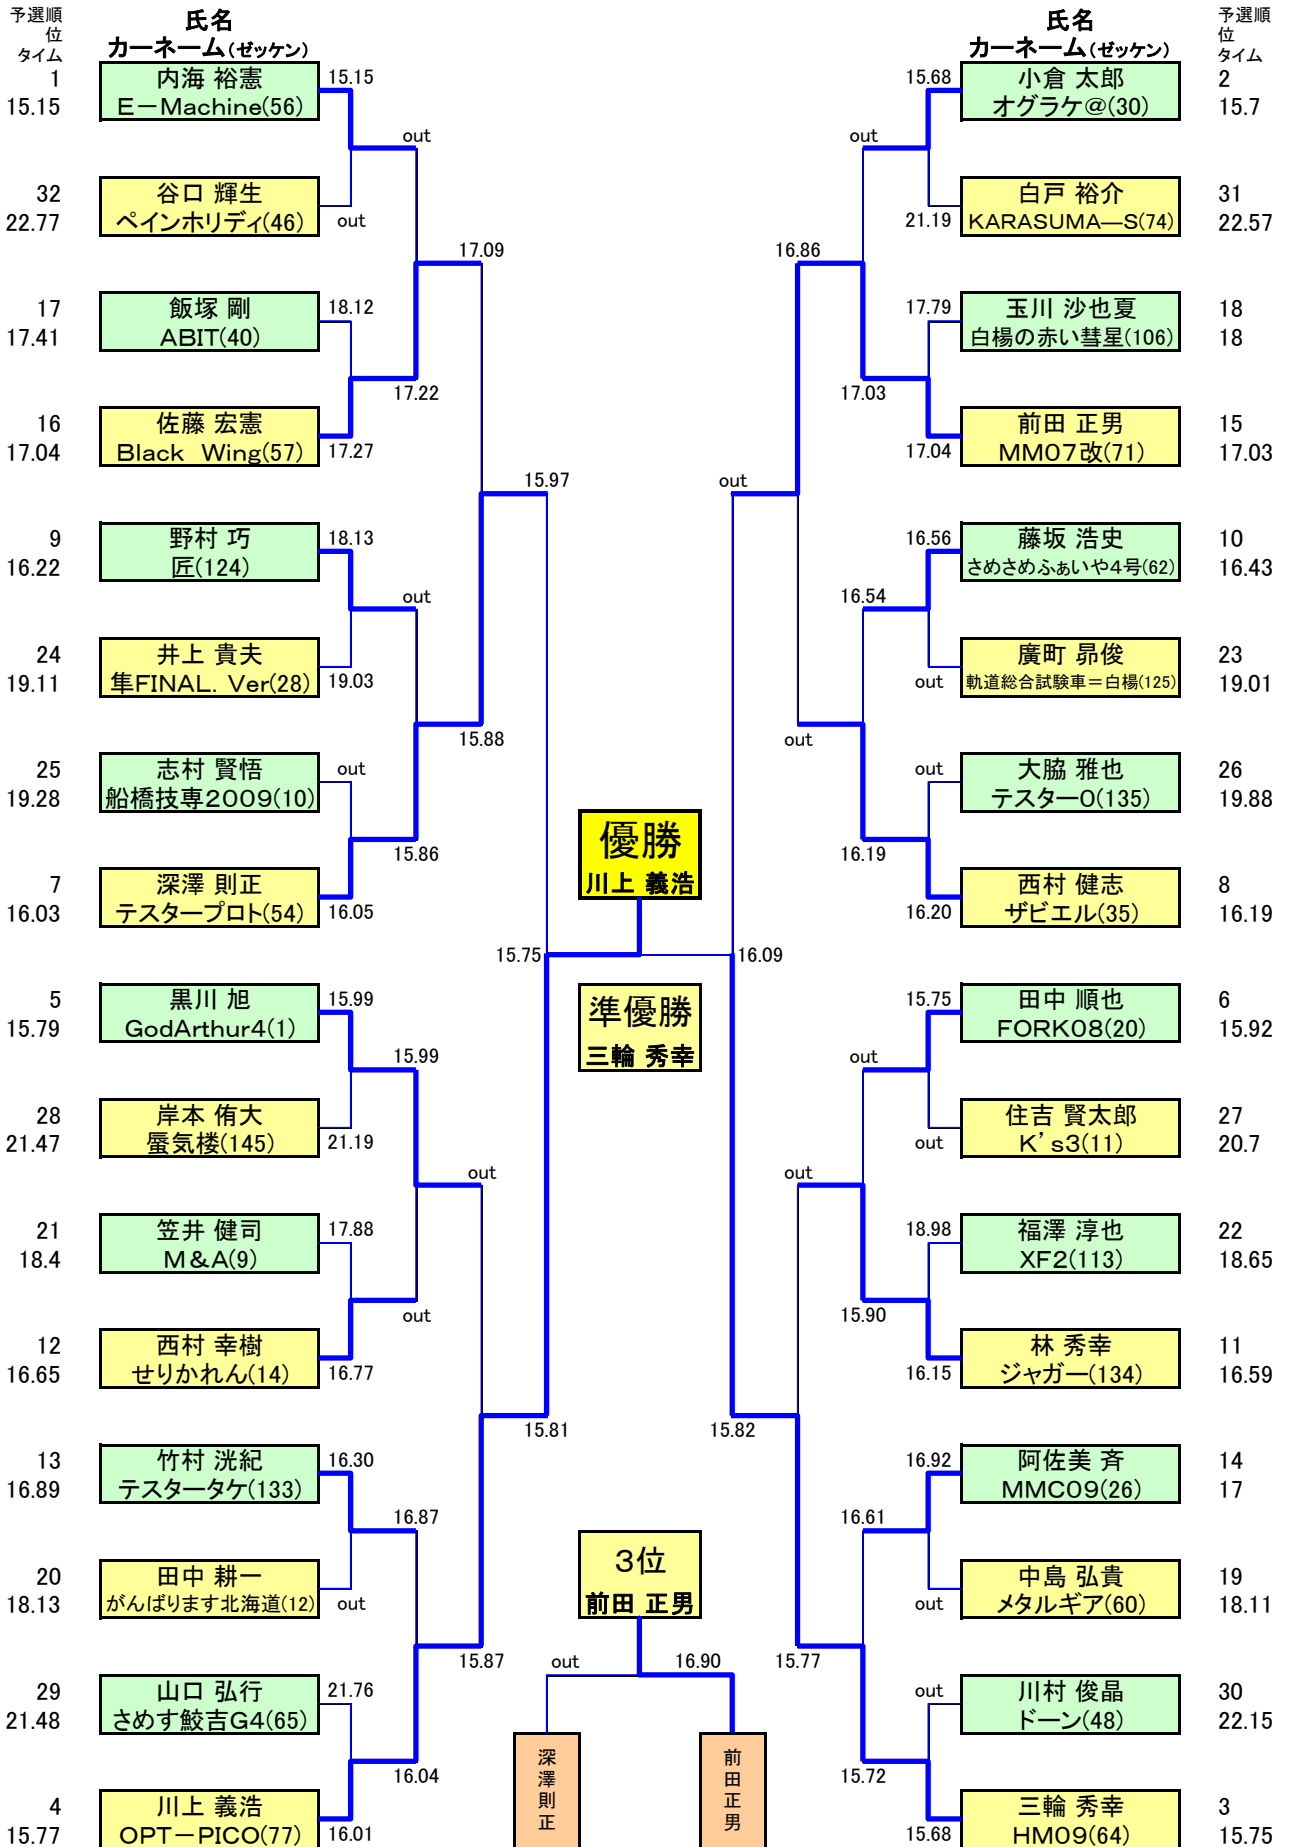 予選順
位
タイム
氏名
カーネーム(ゼッケン)
氏名
カーネーム(ゼッケン)
予選順
位
タイム
1
15.15
内海 裕憲
E－Machine(56)
15.15
out
32
22.77
谷口 輝生
ペインホリディ(46)
out
17.09
17
17.41
飯塚 剛
ABIT(40)
18.12
17.22
16
17.04
佐藤 宏憲
Black Wing(57)
17.27
15.97
9
16.22
野村 巧
匠(124)
18.13
out
24
19.11
井上 貴夫
隼FINAL. Ver(28)
19.03
15.88
25
19.28
志村 賢悟
船橋技専2009(10)
out
15.86
7
16.03
深澤 則正
テスタープロト(54)
16.05
15.75
5
15.79
黒川 旭
GodArthur4(1)
15.99
15.99
28
21.47
岸本 侑大
蜃気楼(145)
21.19
out
21
18.4
笠井 健司
M＆A(9)
17.88
out
12
16.65
西村 幸樹
せりかれん(14)
16.77
15.81
13
16.89
竹村 洸紀
テスタータケ(133)
16.30
16.87
20
18.13
田中 耕一
がんばります北海道(12)
out
15.87
29
21.48
山口 弘行
さめす鮫吉G4(65)
21.76
16.04
4
15.77
川上 義浩
OPT－PICO(77)
16.01
優勝
川上 義浩
準優勝
三輪 秀幸
3位
前田 正男
out
16.90
深澤則正
前田正男
15.68
小倉 太郎
オグラケ＠(30)
2
15.7
out
21.19
白戸 裕介
KARASUMA―S(74)
31
22.57
16.86
17.79
玉川 沙也夏
白楊の赤い彗星(106)
18
18
17.03
17.04
前田 正男
MM07改(71)
15
17.03
out
16.56
藤坂 浩史
さめさめふぁいや4号(62)
10
16.43
16.54
out
廣町 昴俊
軌道総合試験車＝白楊(125)
23
19.01
out
out
大脇 雅也
テスター0(135)
26
19.88
16.19
16.20
西村 健志
ザビエル(35)
8
16.19
16.09
15.75
田中 順也
FORK08(20)
6
15.92
out
out
住吉 賢太郎
K’s3(11)
27
20.7
out
18.98
福澤 淳也
XF2(113)
22
18.65
15.90
16.15
林 秀幸
ジャガー(134)
11
16.59
15.82
16.92
阿佐美 斉
MMC09(26)
14
17
16.61
out
中島 弘貴
メタルギア(60)
19
18.11
15.77
out
川村 俊晶
ドーン(48)
30
22.15
15.72
15.68
三輪 秀幸
HM09(64)
3
15.75